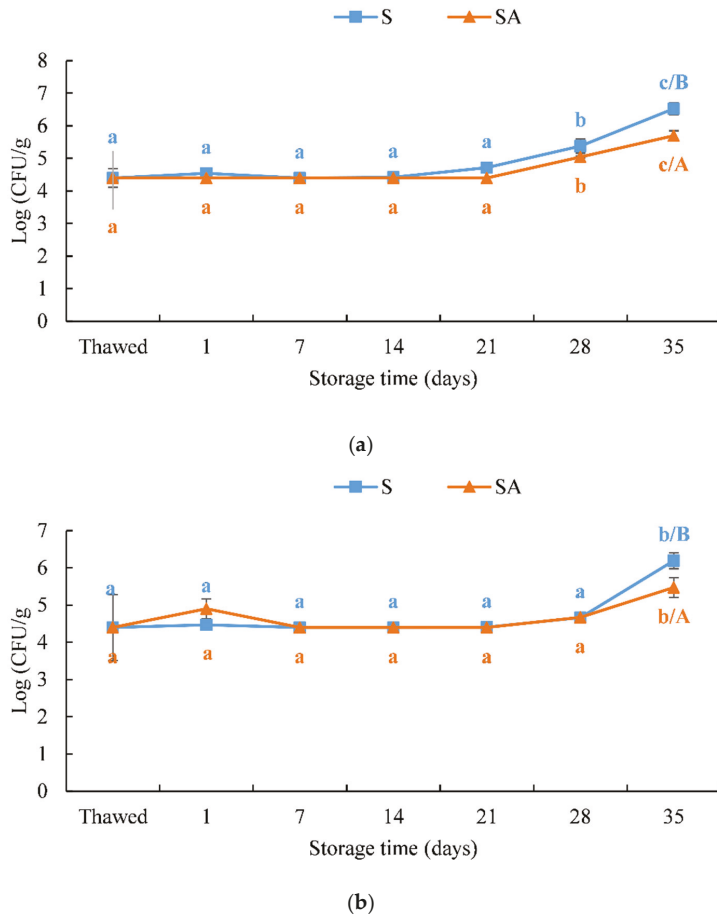 S SA
8
7
6
5
4
3
2
1
0
Log (CFU/g
a a a a a b c/B
a a a a a b c/A
Thawed 1 7 14 21 28 35
Storage time (days)
(a)
S SA
7
6
5
4
3
2
1
0
Log (CFU/g
a a a a a a b/B
a a a a a a b/A
Thawed 1 7 14 21 28 35
Storage time (days)
(b)